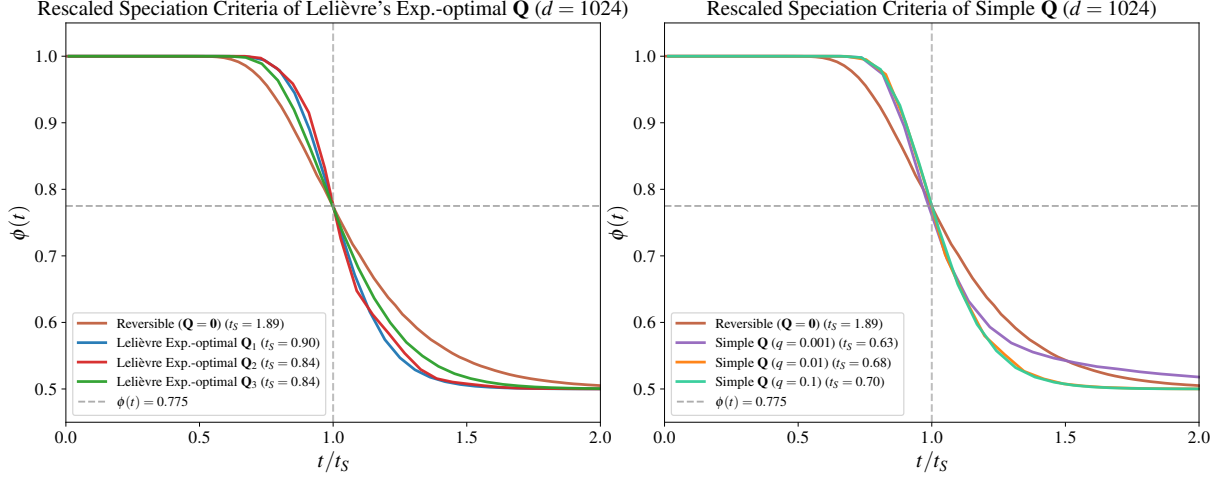 Rescaled Speciation Criteria of Lelièvre's Exp.-optimal Q (d = 1024)
ϕ(t)
1.0
0.9
0.8
0.7
0.6
0.5
Reversible (Q = 0) (t_S = 1.89)
Lelièvre Exp.-optimal Q₁ (t_S = 0.90)
Lelièvre Exp.-optimal Q₂ (t_S = 0.84)
Lelièvre Exp.-optimal Q₃ (t_S = 0.84)
ϕ(t) = 0.775
0.0 0.5 1.0 1.5 2.0
t/t_S
Rescaled Speciation Criteria of Simple Q (d = 1024)
ϕ(t)
1.0
0.9
0.8
0.7
0.6
0.5
Reversible (Q = 0) (t_S = 1.89)
Simple Q (q = 0.001) (t_S = 0.63)
Simple Q (q = 0.01) (t_S = 0.68)
Simple Q (q = 0.1) (t_S = 0.70)
ϕ(t) = 0.775
0.0 0.5 1.0 1.5 2.0
t/t_S